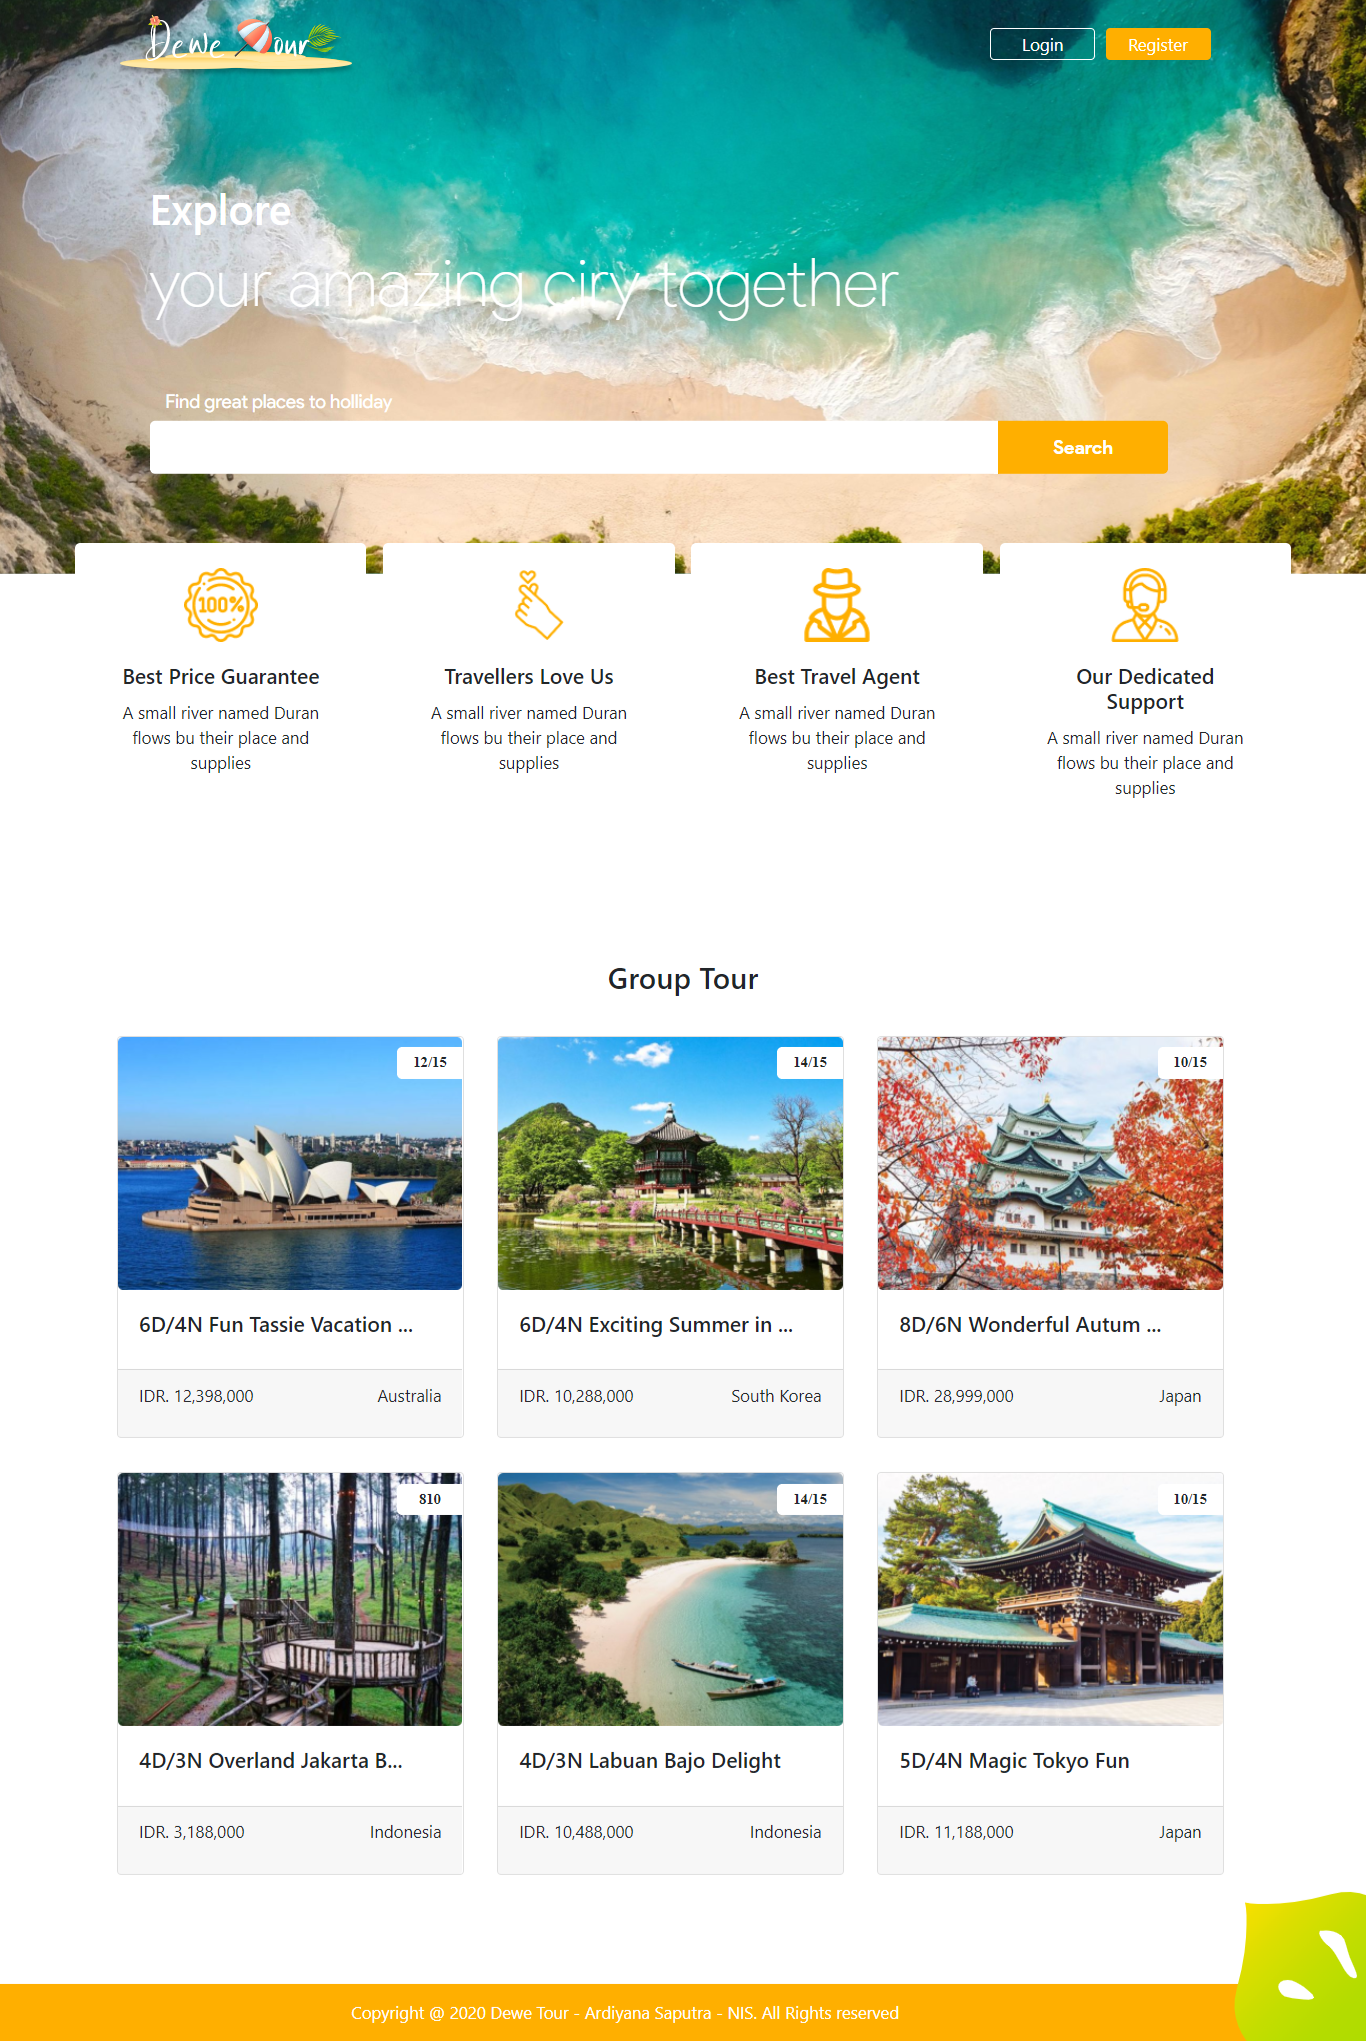 Dewe Tour
Login
Register
Explore
your amazing ciry together
Find great places to holliday
Search
100%
Best Price Guarantee
A small river named Duran
flows bu their place and
supplies
Travellers Love Us
A small river named Duran
flows bu their place and
supplies
Best Travel Agent
A small river named Duran
flows bu their place and
supplies
Our Dedicated
Support
A small river named Duran
flows bu their place and
supplies
Group Tour
12/15
6D/4N Fun Tassie Vacation ...
IDR. 12,398,000
Australia
14/15
6D/4N Exciting Summer in ...
IDR. 10,288,000
South Korea
10/15
8D/6N Wonderful Autum ...
IDR. 28,999,000
Japan
810
4D/3N Overland Jakarta B...
IDR. 3,188,000
Indonesia
14/15
4D/3N Labuan Bajo Delight
IDR. 10,488,000
Indonesia
10/15
5D/4N Magic Tokyo Fun
IDR. 11,188,000
Japan
Copyright @ 2020 Dewe Tour - Ardiyana Saputra - NIS. All Rights reserved